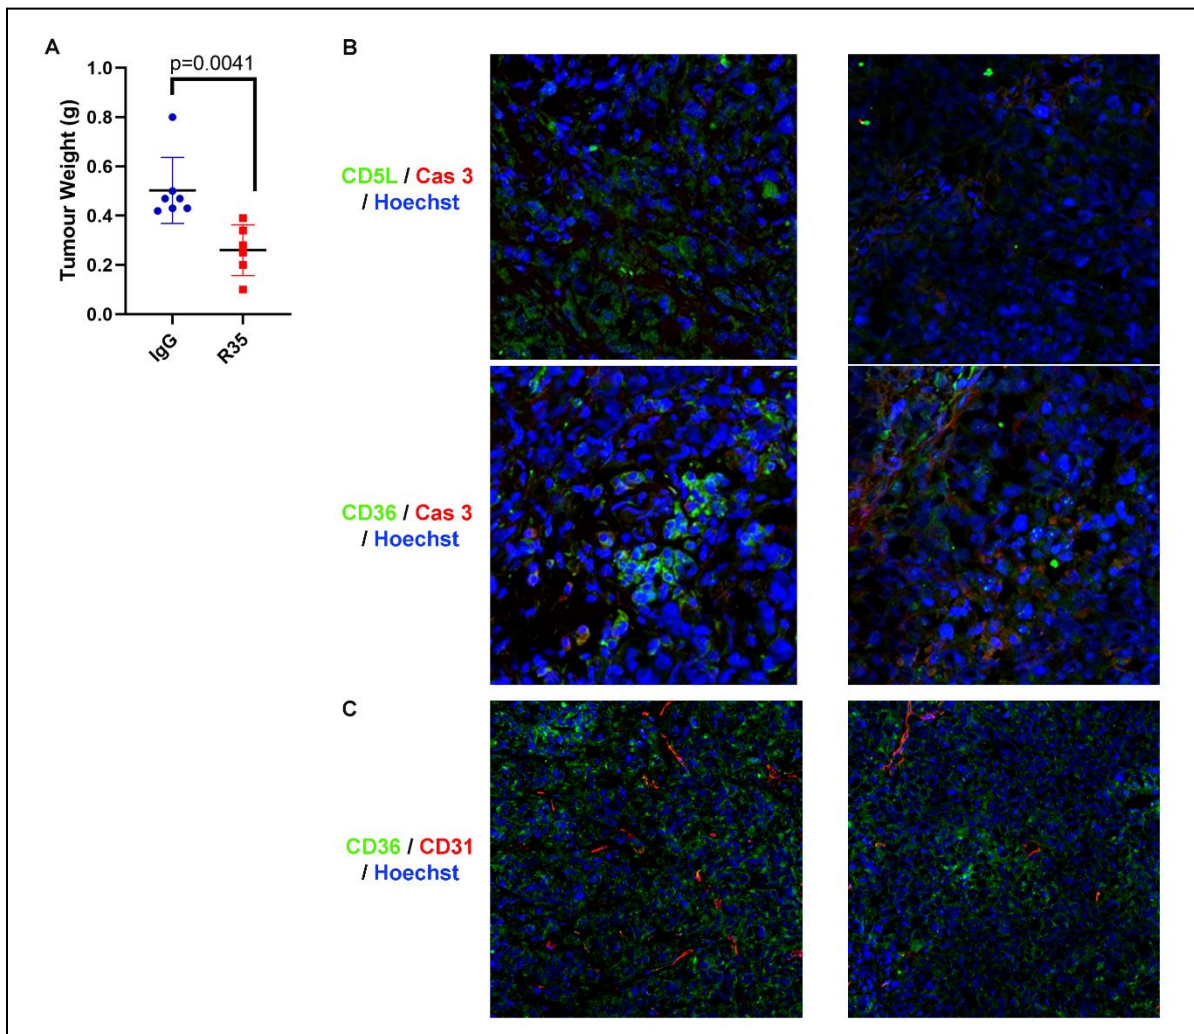 A
p=0.0041
1.0
0.8
0.6
0.4
0.2
0.0
Tumour Weight (g)
IgG
R35
B
CD5L / Cas 3
/ Hoechst
CD36 / Cas 3
/ Hoechst
C
CD36 / CD31
/ Hoechst